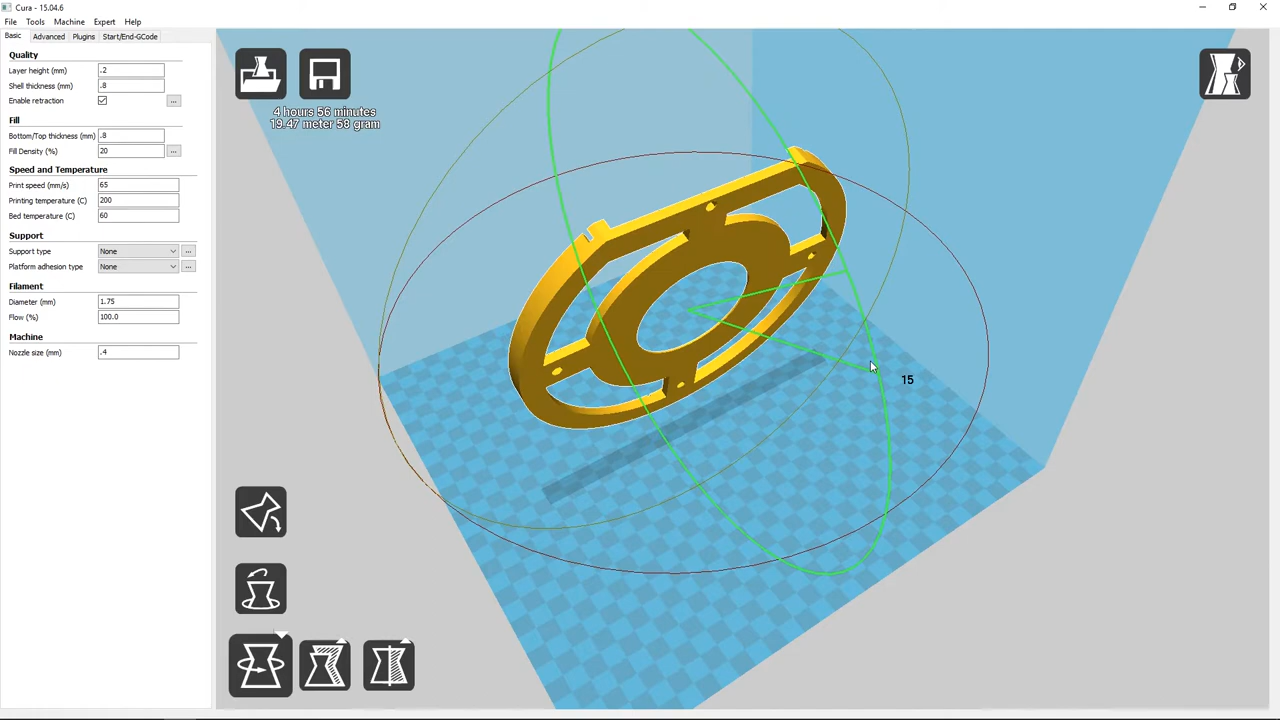 Cura - 15.04.6
File Tools Machine Expert Help
Basic Advanced Plugins Start/End-GCode
Quality
Layer height (mm) .2
Shell thickness (mm) .8
Enable retraction ...
Fill
Bottom/Top thickness (mm) .8
Fill Density (%) 20 ...
Speed and Temperature
Print speed (mm/s) 65
Printing temperature (C) 200
Bed temperature (C) 60
Support
Support type None ...
Platform adhesion type None ...
Filament
Diameter (mm) 1.75
Flow (%) 100.0
Machine
Nozzle size (mm) .4
4 hours 56 minutes
19.47 meter 58 gram
15